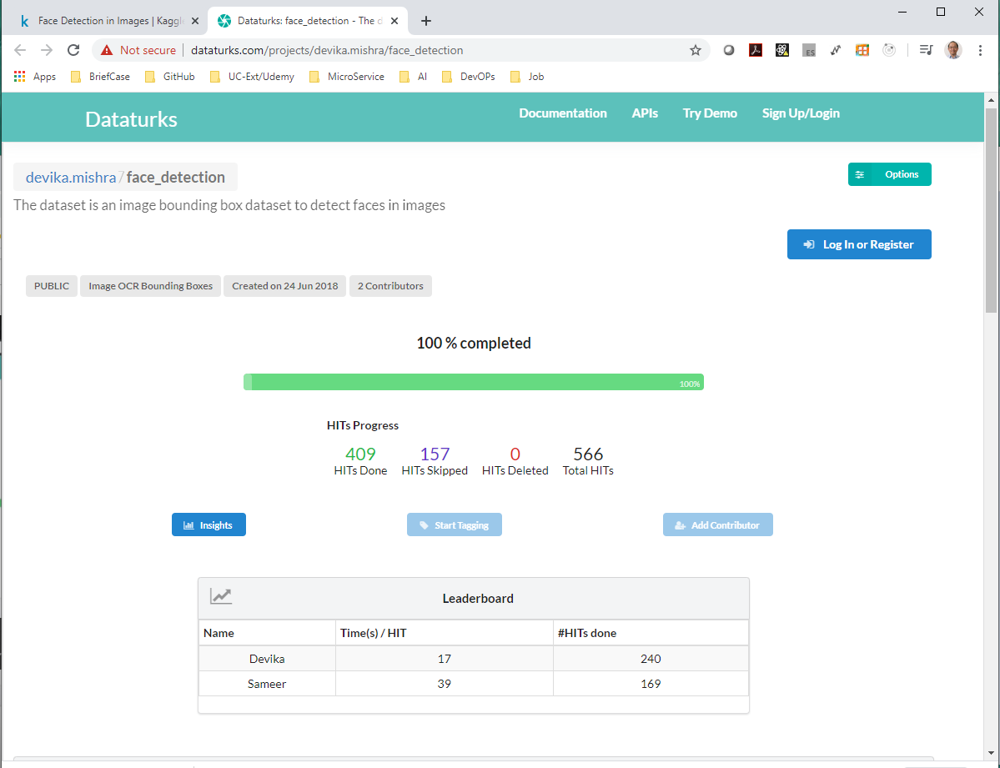 k Face Detection in Images | Kaggle
Dataturks: face_detection - The d
Not secure dataturks.com/projects/devika.mishra/face_detection
ES
Apps BriefCase GitHub UC-Ext/Udemy MicroService AI DevOPs Job
Dataturks Documentation APIs Try Demo Sign Up/Login
devika.mishra/face_detection Options
The dataset is an image bounding box dataset to detect faces in images
Log In or Register
PUBLIC Image OCR Bounding Boxes Created on 24 Jun 2018 2 Contributors
100 % completed
100%
HITs Progress
409 157 0 566
HITs Done HITs Skipped HITs Deleted Total HITs
Insights Start Tagging Add Contributor
Leaderboard
Name Time(s) / HIT #HITs done
Devika 17 240
Sameer 39 169